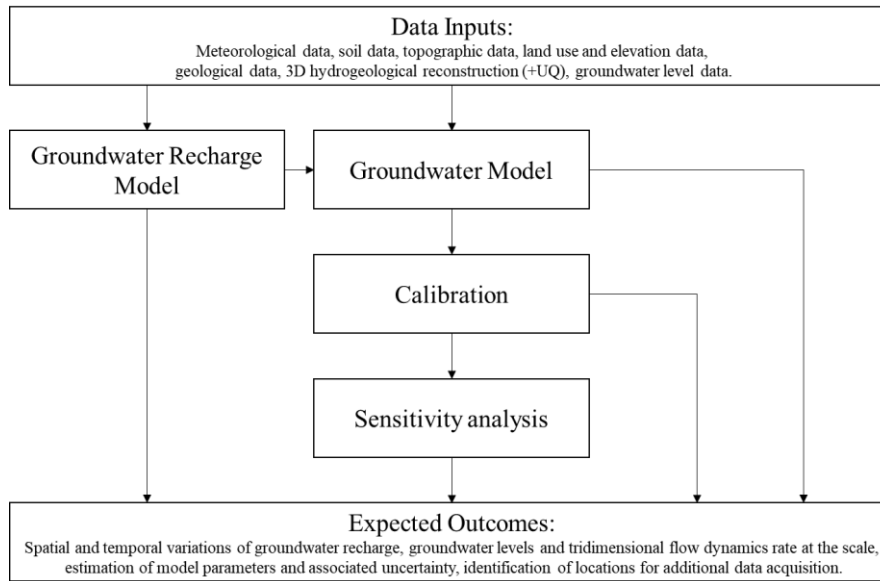 Data Inputs:
Meteorological data, soil data, topographic data, land use and elevation data,
geological data, 3D hydrogeological reconstruction (+UQ), groundwater level data.
Groundwater Recharge
Model
Groundwater Model
Calibration
Sensitivity analysis
Expected Outcomes:
Spatial and temporal variations of groundwater recharge, groundwater levels and tridimensional flow dynamics rate at the scale,
estimation of model parameters and associated uncertainty, identification of locations for additional data acquisition.